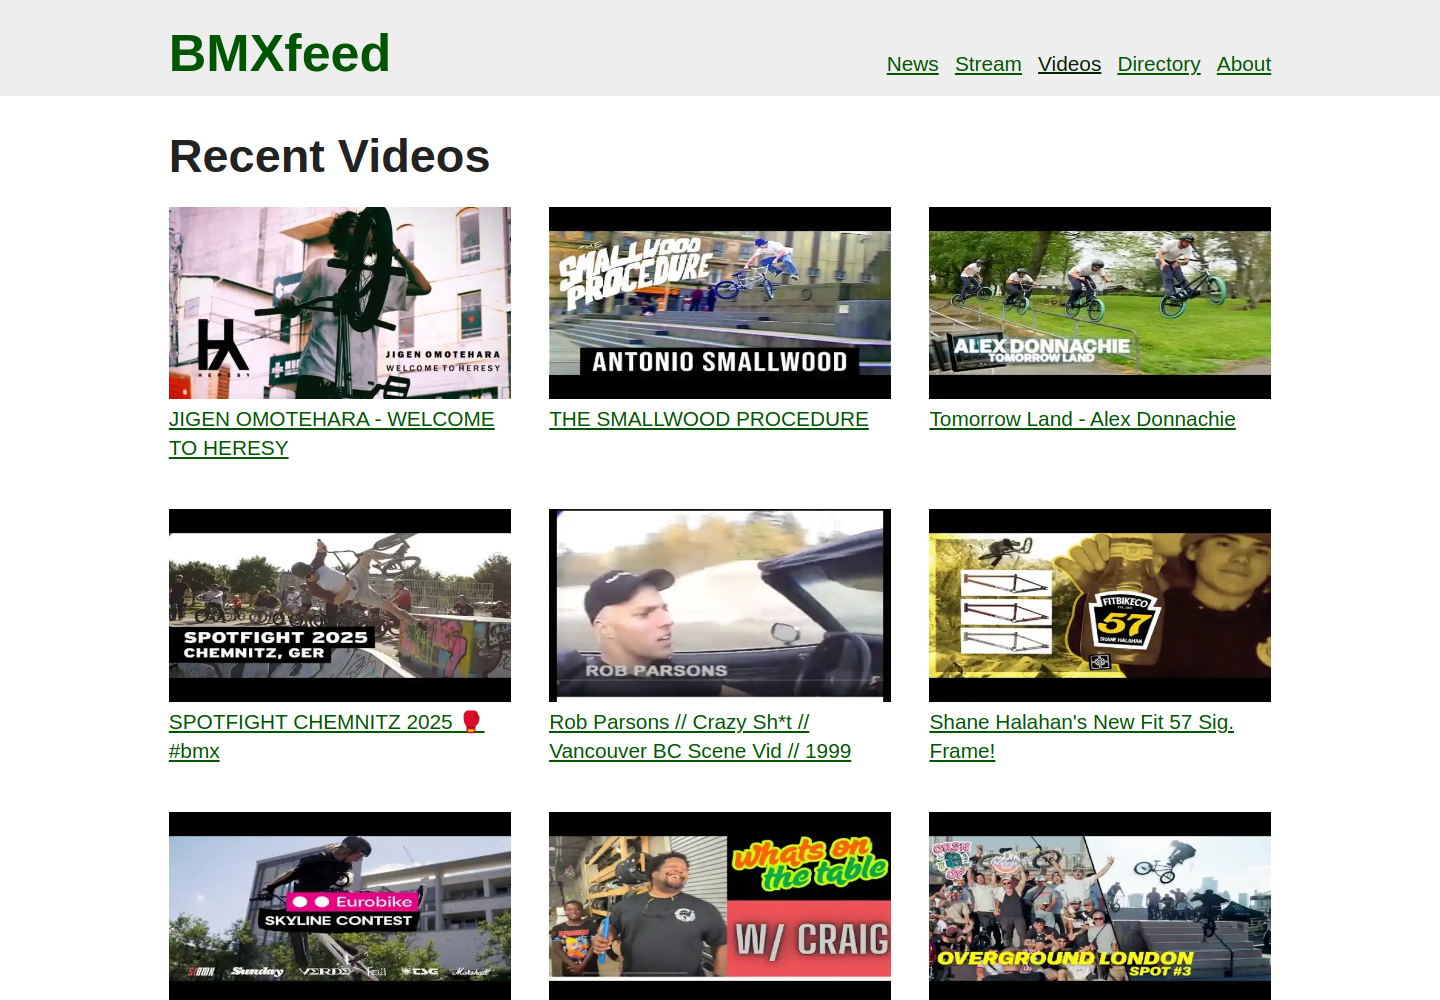 BMXfeed
News Stream Videos Directory About
Recent Videos
HERESY
JIGEN OMOTEHARA
WELCOME TO HERESY
THE
SMALLWOOD
PROCEDURE
ANTONIO SMALLWOOD
ALEX DONNACHIE
TOMORROW LAND
JIGEN OMOTEHARA - WELCOME
TO HERESY
THE SMALLWOOD PROCEDURE
Tomorrow Land - Alex Donnachie
SPOTFIGHT 2025
CHEMNITZ, GER
ROB PARSONS
FITBIKECO
57
SHANE HALAHAN
SPOTFIGHT CHEMNITZ 2025 🥊
#bmx
Rob Parsons // Crazy Sh*t //
Vancouver BC Scene Vid // 1999
Shane Halahan's New Fit 57 Sig.
Frame!
Eurobike
SKYLINE CONTEST
Sunday VERDE TSG Marshall
whats on
the table
W/ CRAIG
CASH
OVERGROUND LONDON
SPOT #3